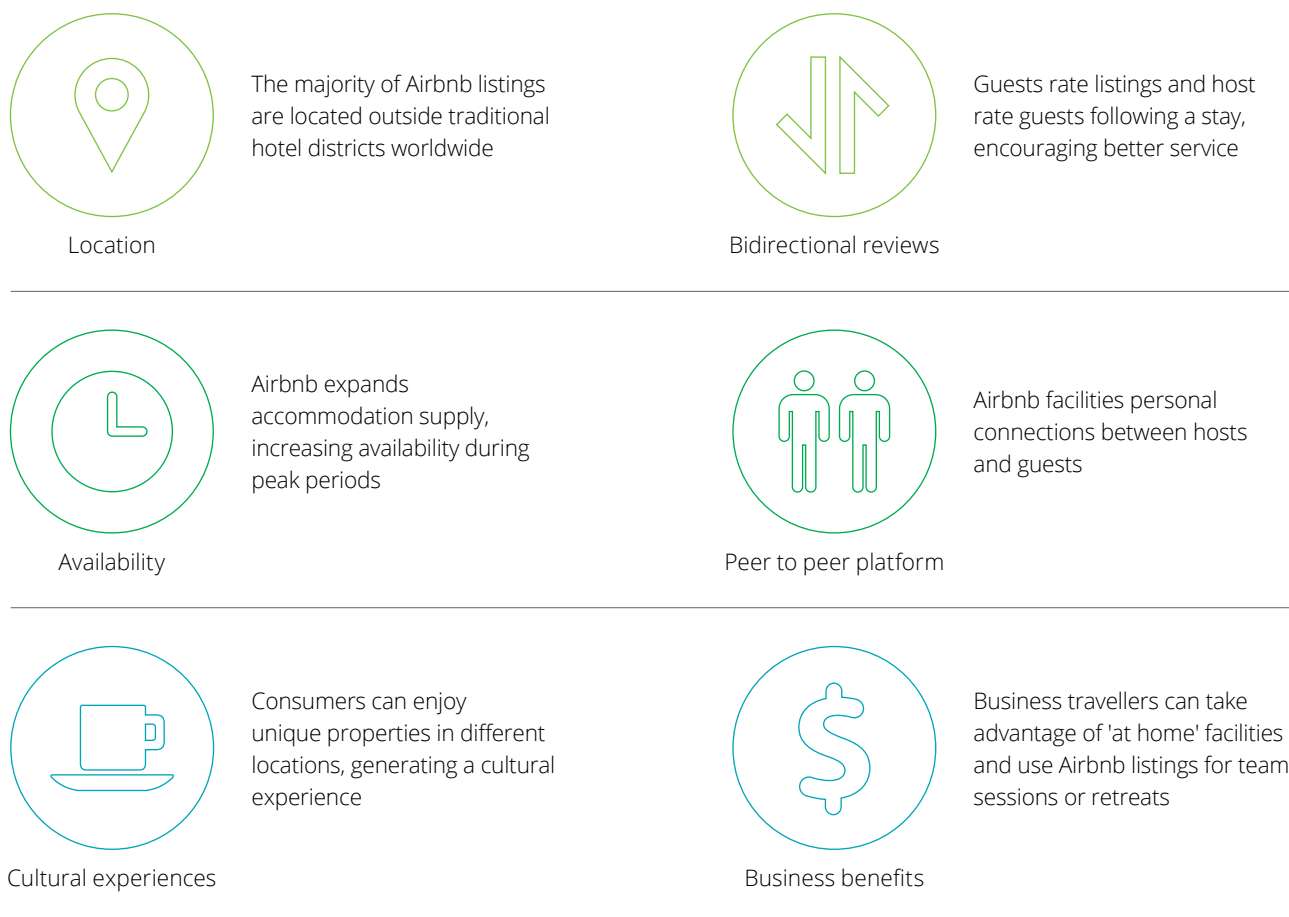 The majority of Airbnb listings
are located outside traditional
hotel districts worldwide
Location
Guests rate listings and host
rate guests following a stay,
encouraging better service
Bidirectional reviews
Airbnb expands
accommodation supply,
increasing availability during
peak periods
Availability
Airbnb facilities personal
connections between hosts
and guests
Peer to peer platform
Consumers can enjoy
unique properties in different
locations, generating a cultural
experience
Cultural experiences
Business travellers can take
advantage of 'at home' facilities
and use Airbnb listings for team
sessions or retreats
Business benefits